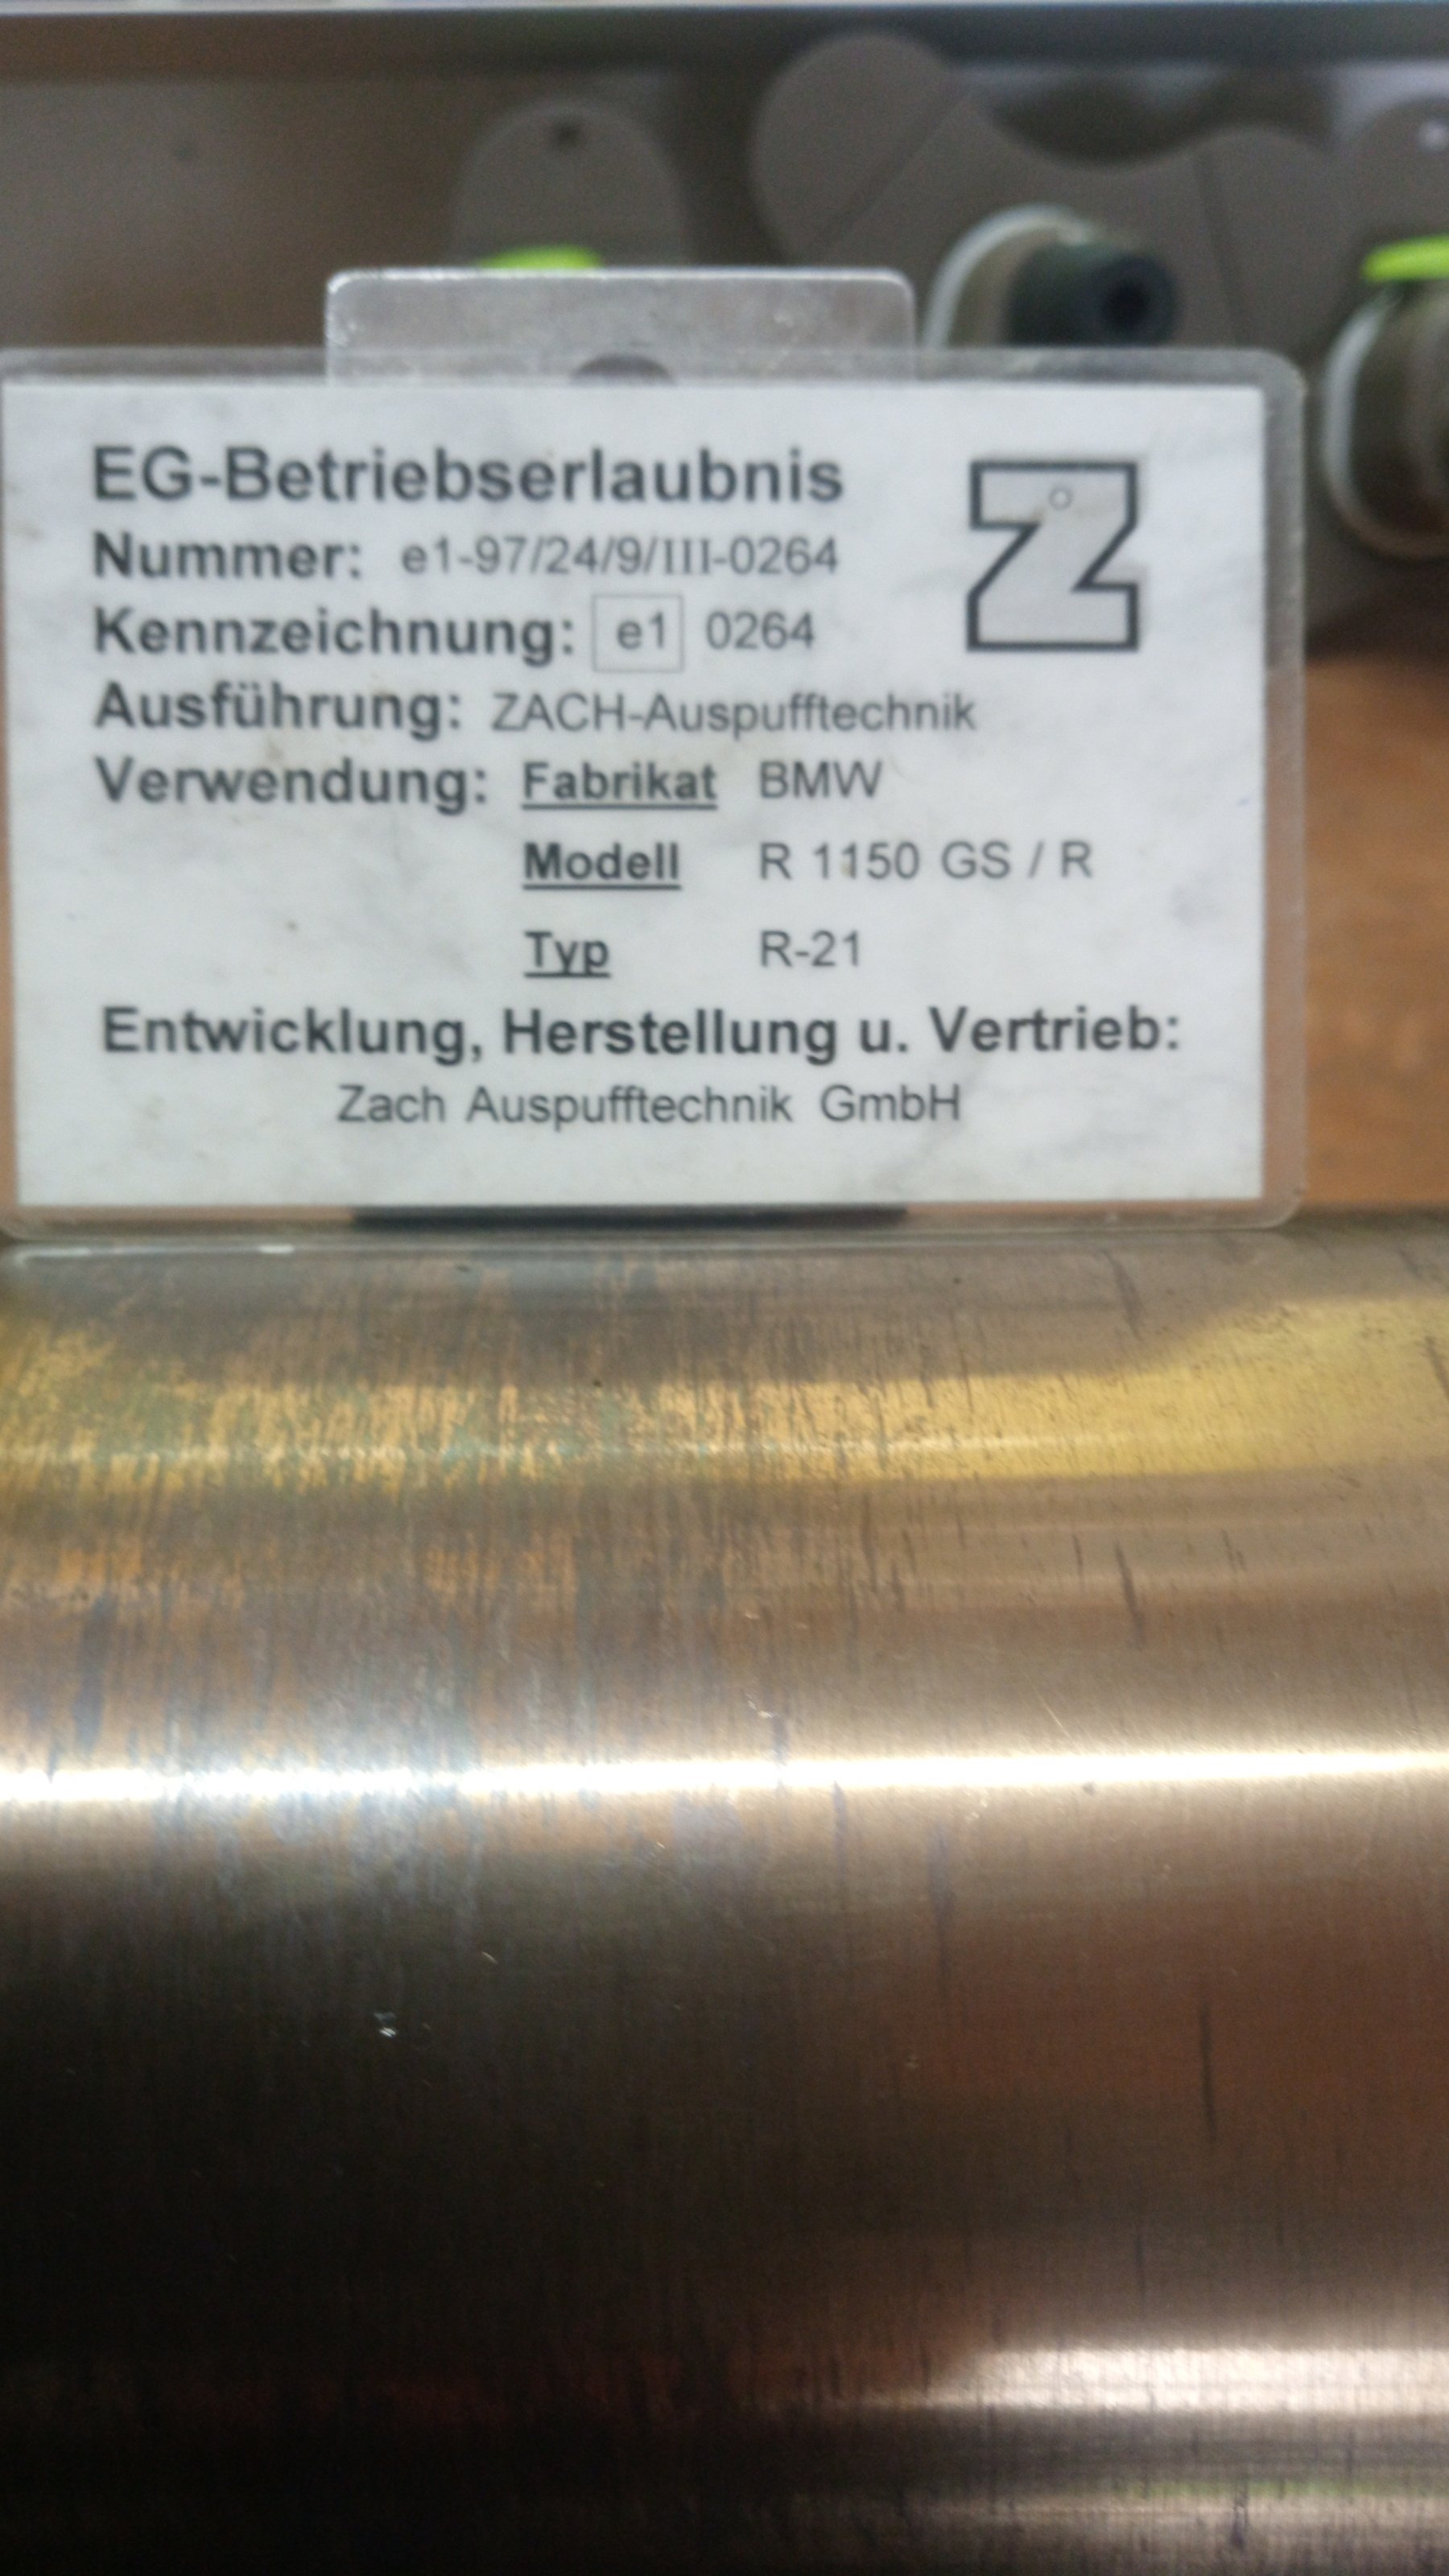 EG-Betriebserlaubnis
Nummer: e1-97/24/9/III-0264
Kennzeichnung: e1 0264
Ausführung: ZACH-Auspufftechnik
Verwendung: Fabrikat BMW
Modell R 1150 GS / R
Typ R-21
Entwicklung, Herstellung u. Vertrieb:
Zach Auspufftechnik GmbH
Z